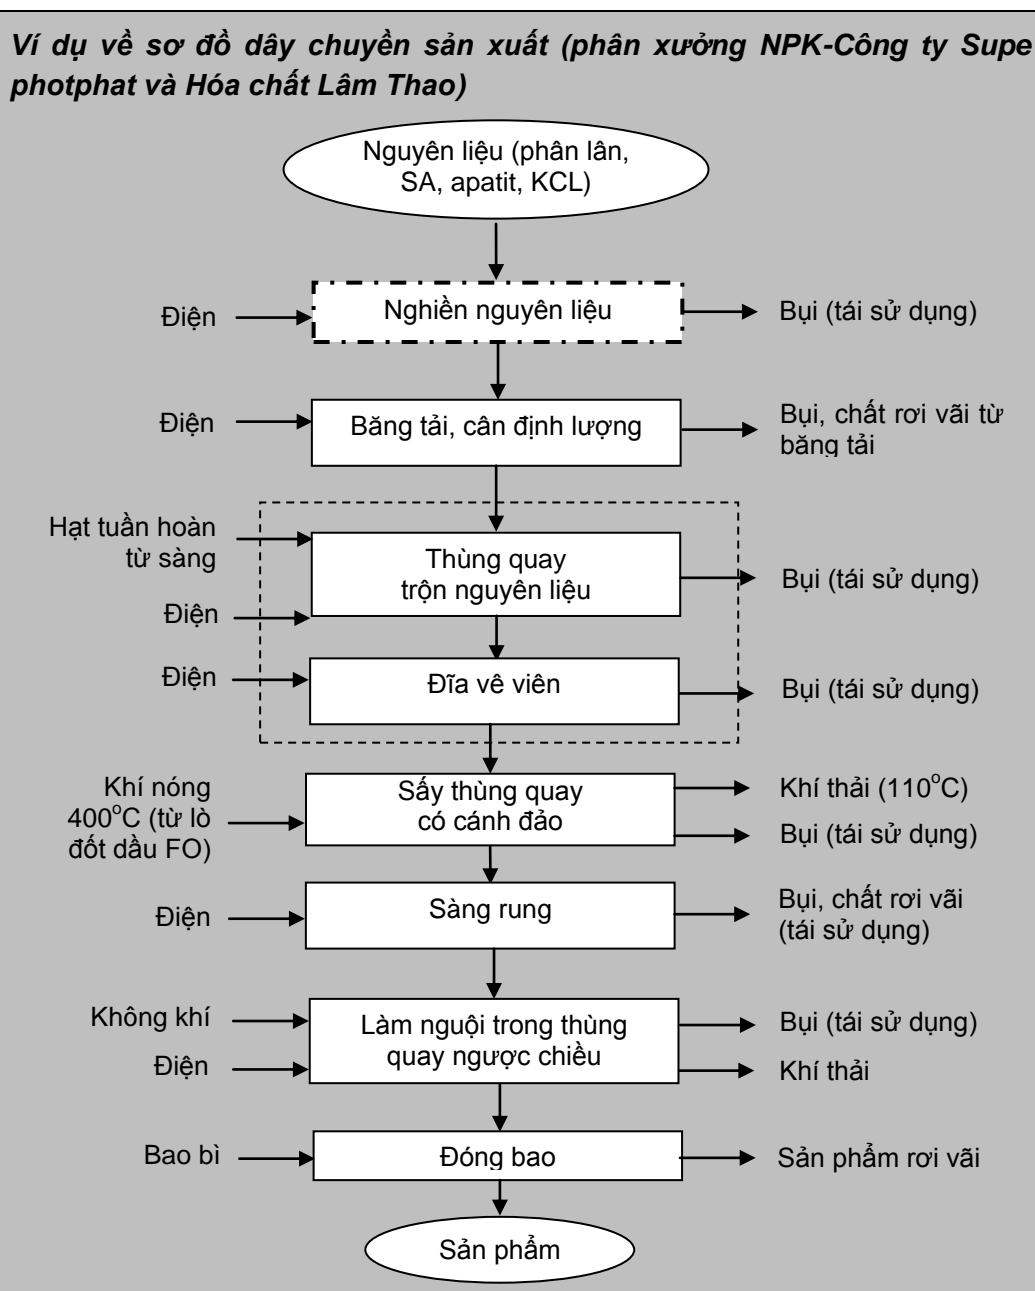 Ví dụ về sơ đồ dây chuyền sản xuất (phân xưởng NPK-Công ty Supe
photphat và Hóa chất Lâm Thao)
Nguyên liệu (phân lân,
SA, apatit, KCL)
Điện
Nghiền nguyên liệu
Bụi (tái sử dụng)
Điện
Băng tải, cân định lượng
Bụi, chất rơi vãi từ
băng tải
Hạt tuần hoàn
từ sàng
Thùng quay
trộn nguyên liệu
Bụi (tái sử dụng)
Điện
Điện
Đĩa vê viên
Bụi (tái sử dụng)
Khí nóng
400°C (từ lò
đốt dầu FO)
Sấy thùng quay
có cánh đảo
Khí thải (110°C)
Bụi (tái sử dụng)
Điện
Sàng rung
Bụi, chất rơi vãi
(tái sử dụng)
Không khí
Điện
Làm nguội trong thùng
quay ngược chiều
Bụi (tái sử dụng)
Khí thải
Bao bì
Đóng bao
Sản phẩm rơi vãi
Sản phẩm